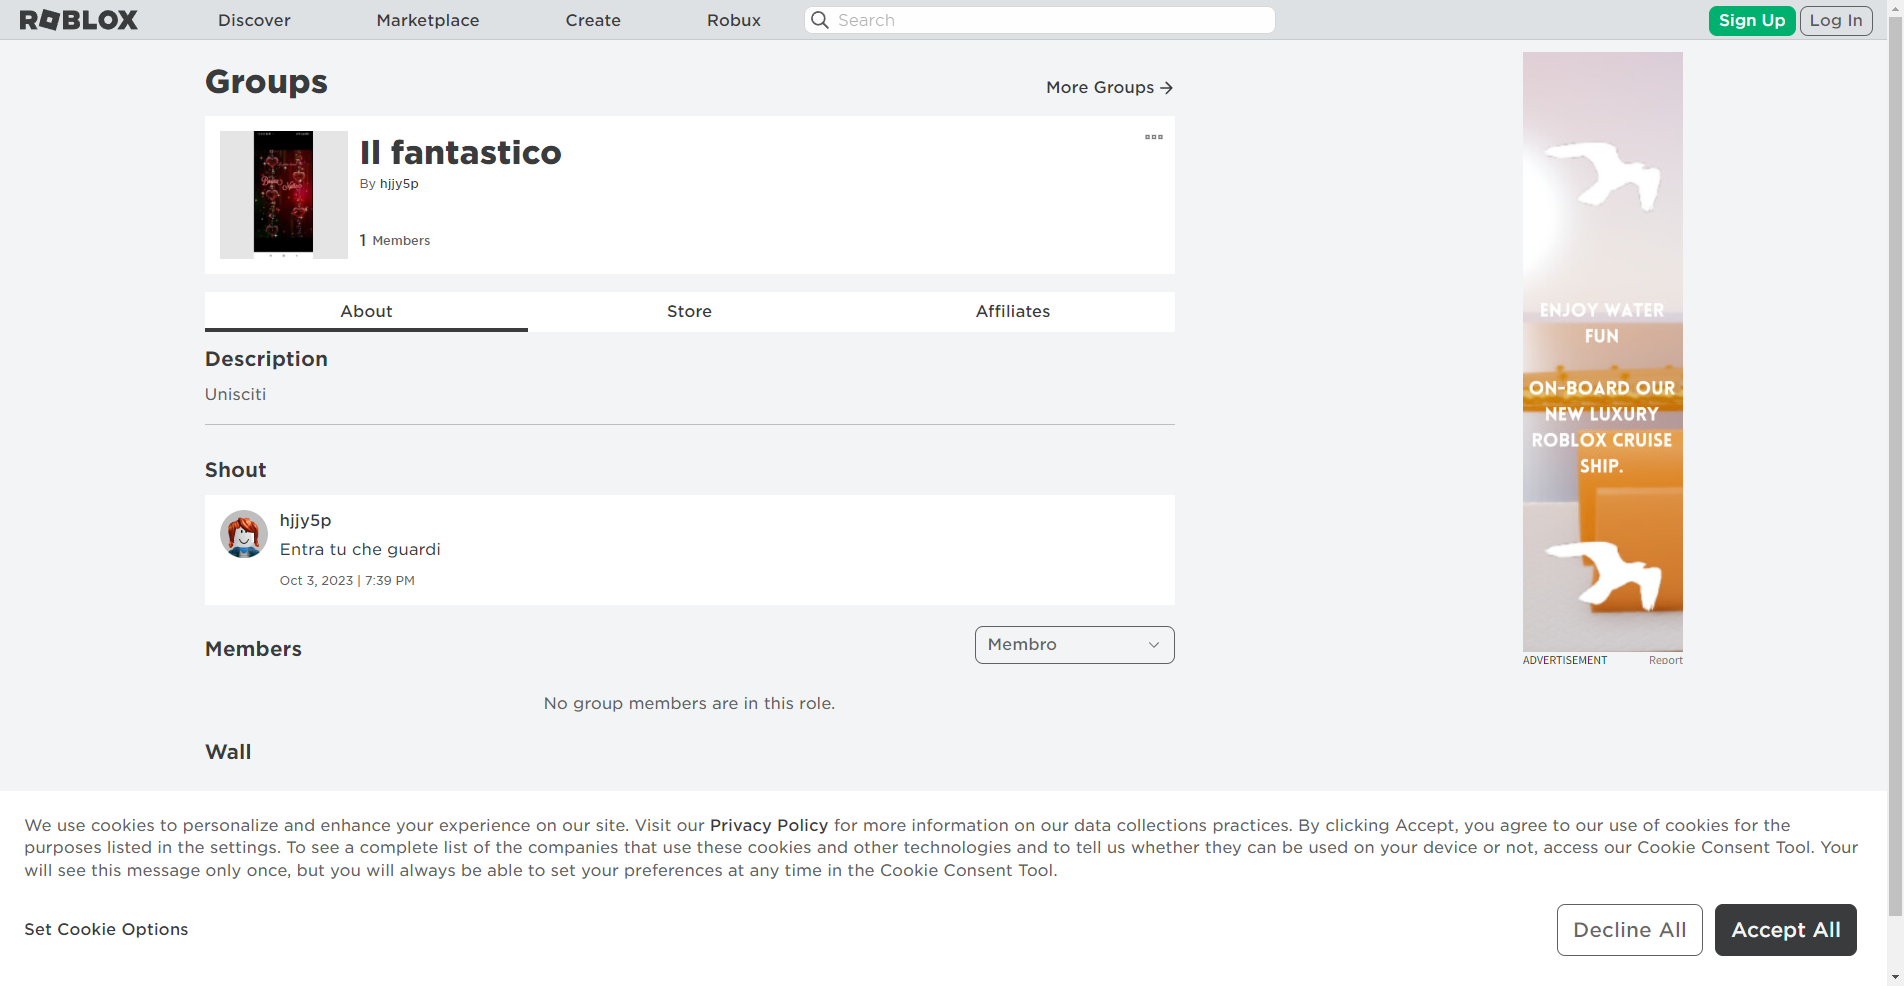 ROBLOX
Discover
Marketplace
Create
Robux
Search
Sign Up
Log In
Groups
More Groups →
Il fantastico
By hjjy5p
1 Members
About
Store
Affiliates
Description
Unisciti
Shout
hjjy5p
Entra tu che guardi
Oct 3, 2023 | 7:39 PM
Members
Membro
No group members are in this role.
Wall
ENJOY WATER
FUN
ON-BOARD OUR
NEW LUXURY
ROBLOX CRUISE
SHIP.
ADVERTISEMENT
Report
We use cookies to personalize and enhance your experience on our site. Visit our Privacy Policy for more information on our data collections practices. By clicking Accept, you agree to our use of cookies for the
purposes listed in the settings. To see a complete list of the companies that use these cookies and other technologies and to tell us whether they can be used on your device or not, access our Cookie Consent Tool. Your
will see this message only once, but you will always be able to set your preferences at any time in the Cookie Consent Tool.
Set Cookie Options
Decline All
Accept All